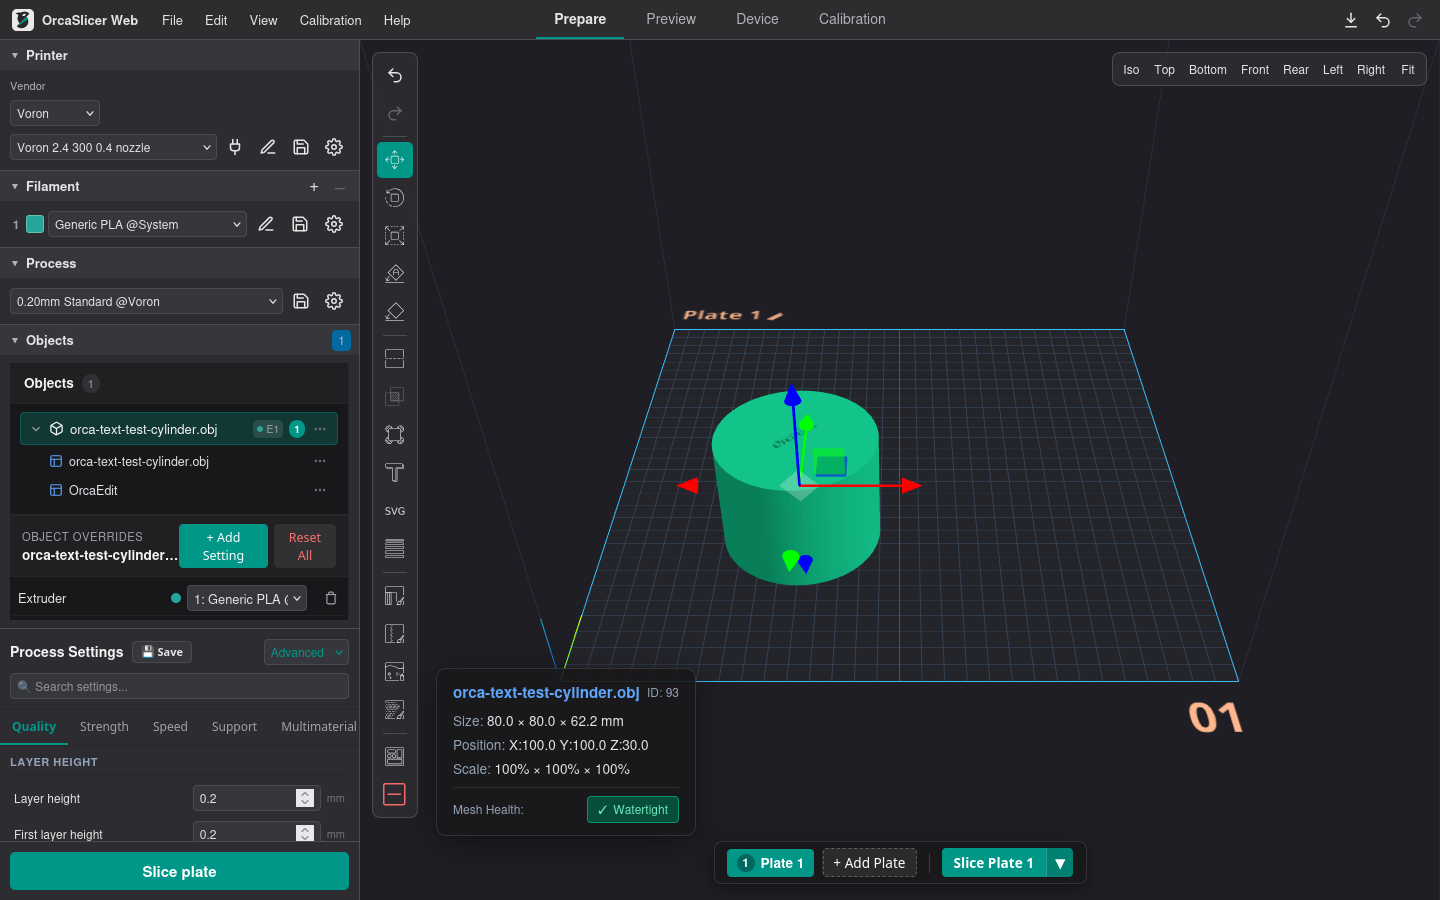 OrcaSlicer Web File Edit View Calibration Help Prepare Preview Device Calibration
Printer
Iso Top Bottom Front Rear Left Right Fit
Vendor
Voron
Voron 2.4 300 0.4 nozzle
Filament + –
1 Generic PLA @System
Process
0.20mm Standard @Voron
Plate 1
Objects 1
Objects 1
orca-text-test-cylinder.obj E1 1 ...
orca-text-test-cylinder.obj ...
OrcaEdit ...
SVG
OBJECT OVERRIDES
orca-text-test-cylinder...
+ Add Setting
Reset All
Extruder 1: Generic PLA (
Process Settings Save Advanced
Search settings...
Quality Strength Speed Support Multimaterial
LAYER HEIGHT
Layer height 0.2 mm
First layer height 0.2 mm
Slice plate
orca-text-test-cylinder.obj ID: 93
Size: 80.0 × 80.0 × 62.2 mm
Position: X:100.0 Y:100.0 Z:30.0
Scale: 100% × 100% × 100%
Mesh Health: ✓ Watertight
01
1 Plate 1 + Add Plate Slice Plate 1 ▼